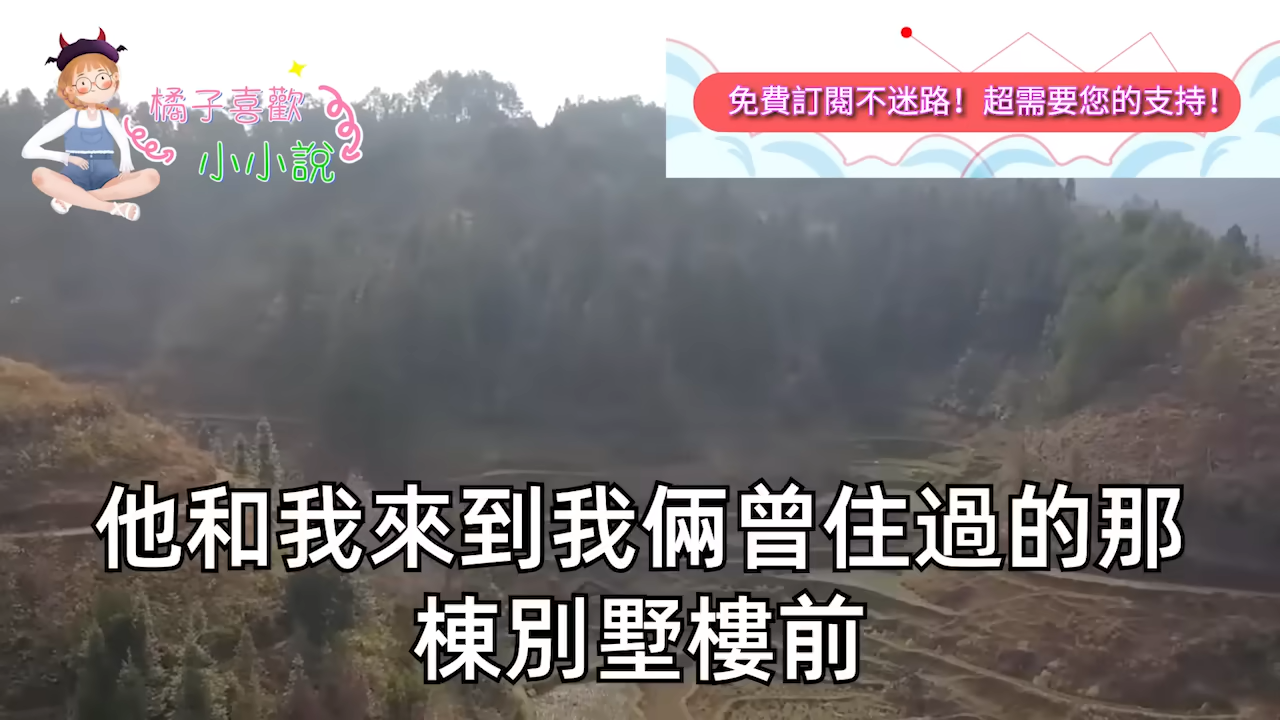 橘子喜歡
小小說
免費訂閱不迷路！超需要您的支持！
他和我來到我倆曾住過的那
棟別墅樓前